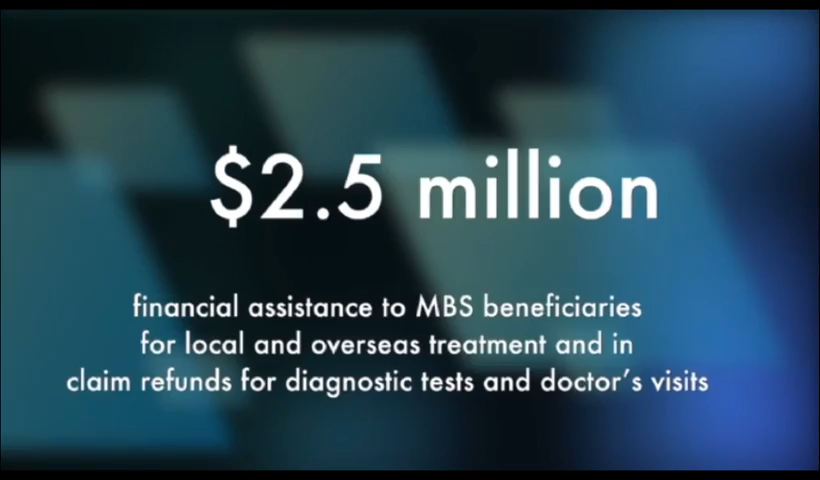 $2.5 million
financial assistance to MBS beneficiaries
for local and overseas treatment and in
claim refunds for diagnostic tests and doctor's visits